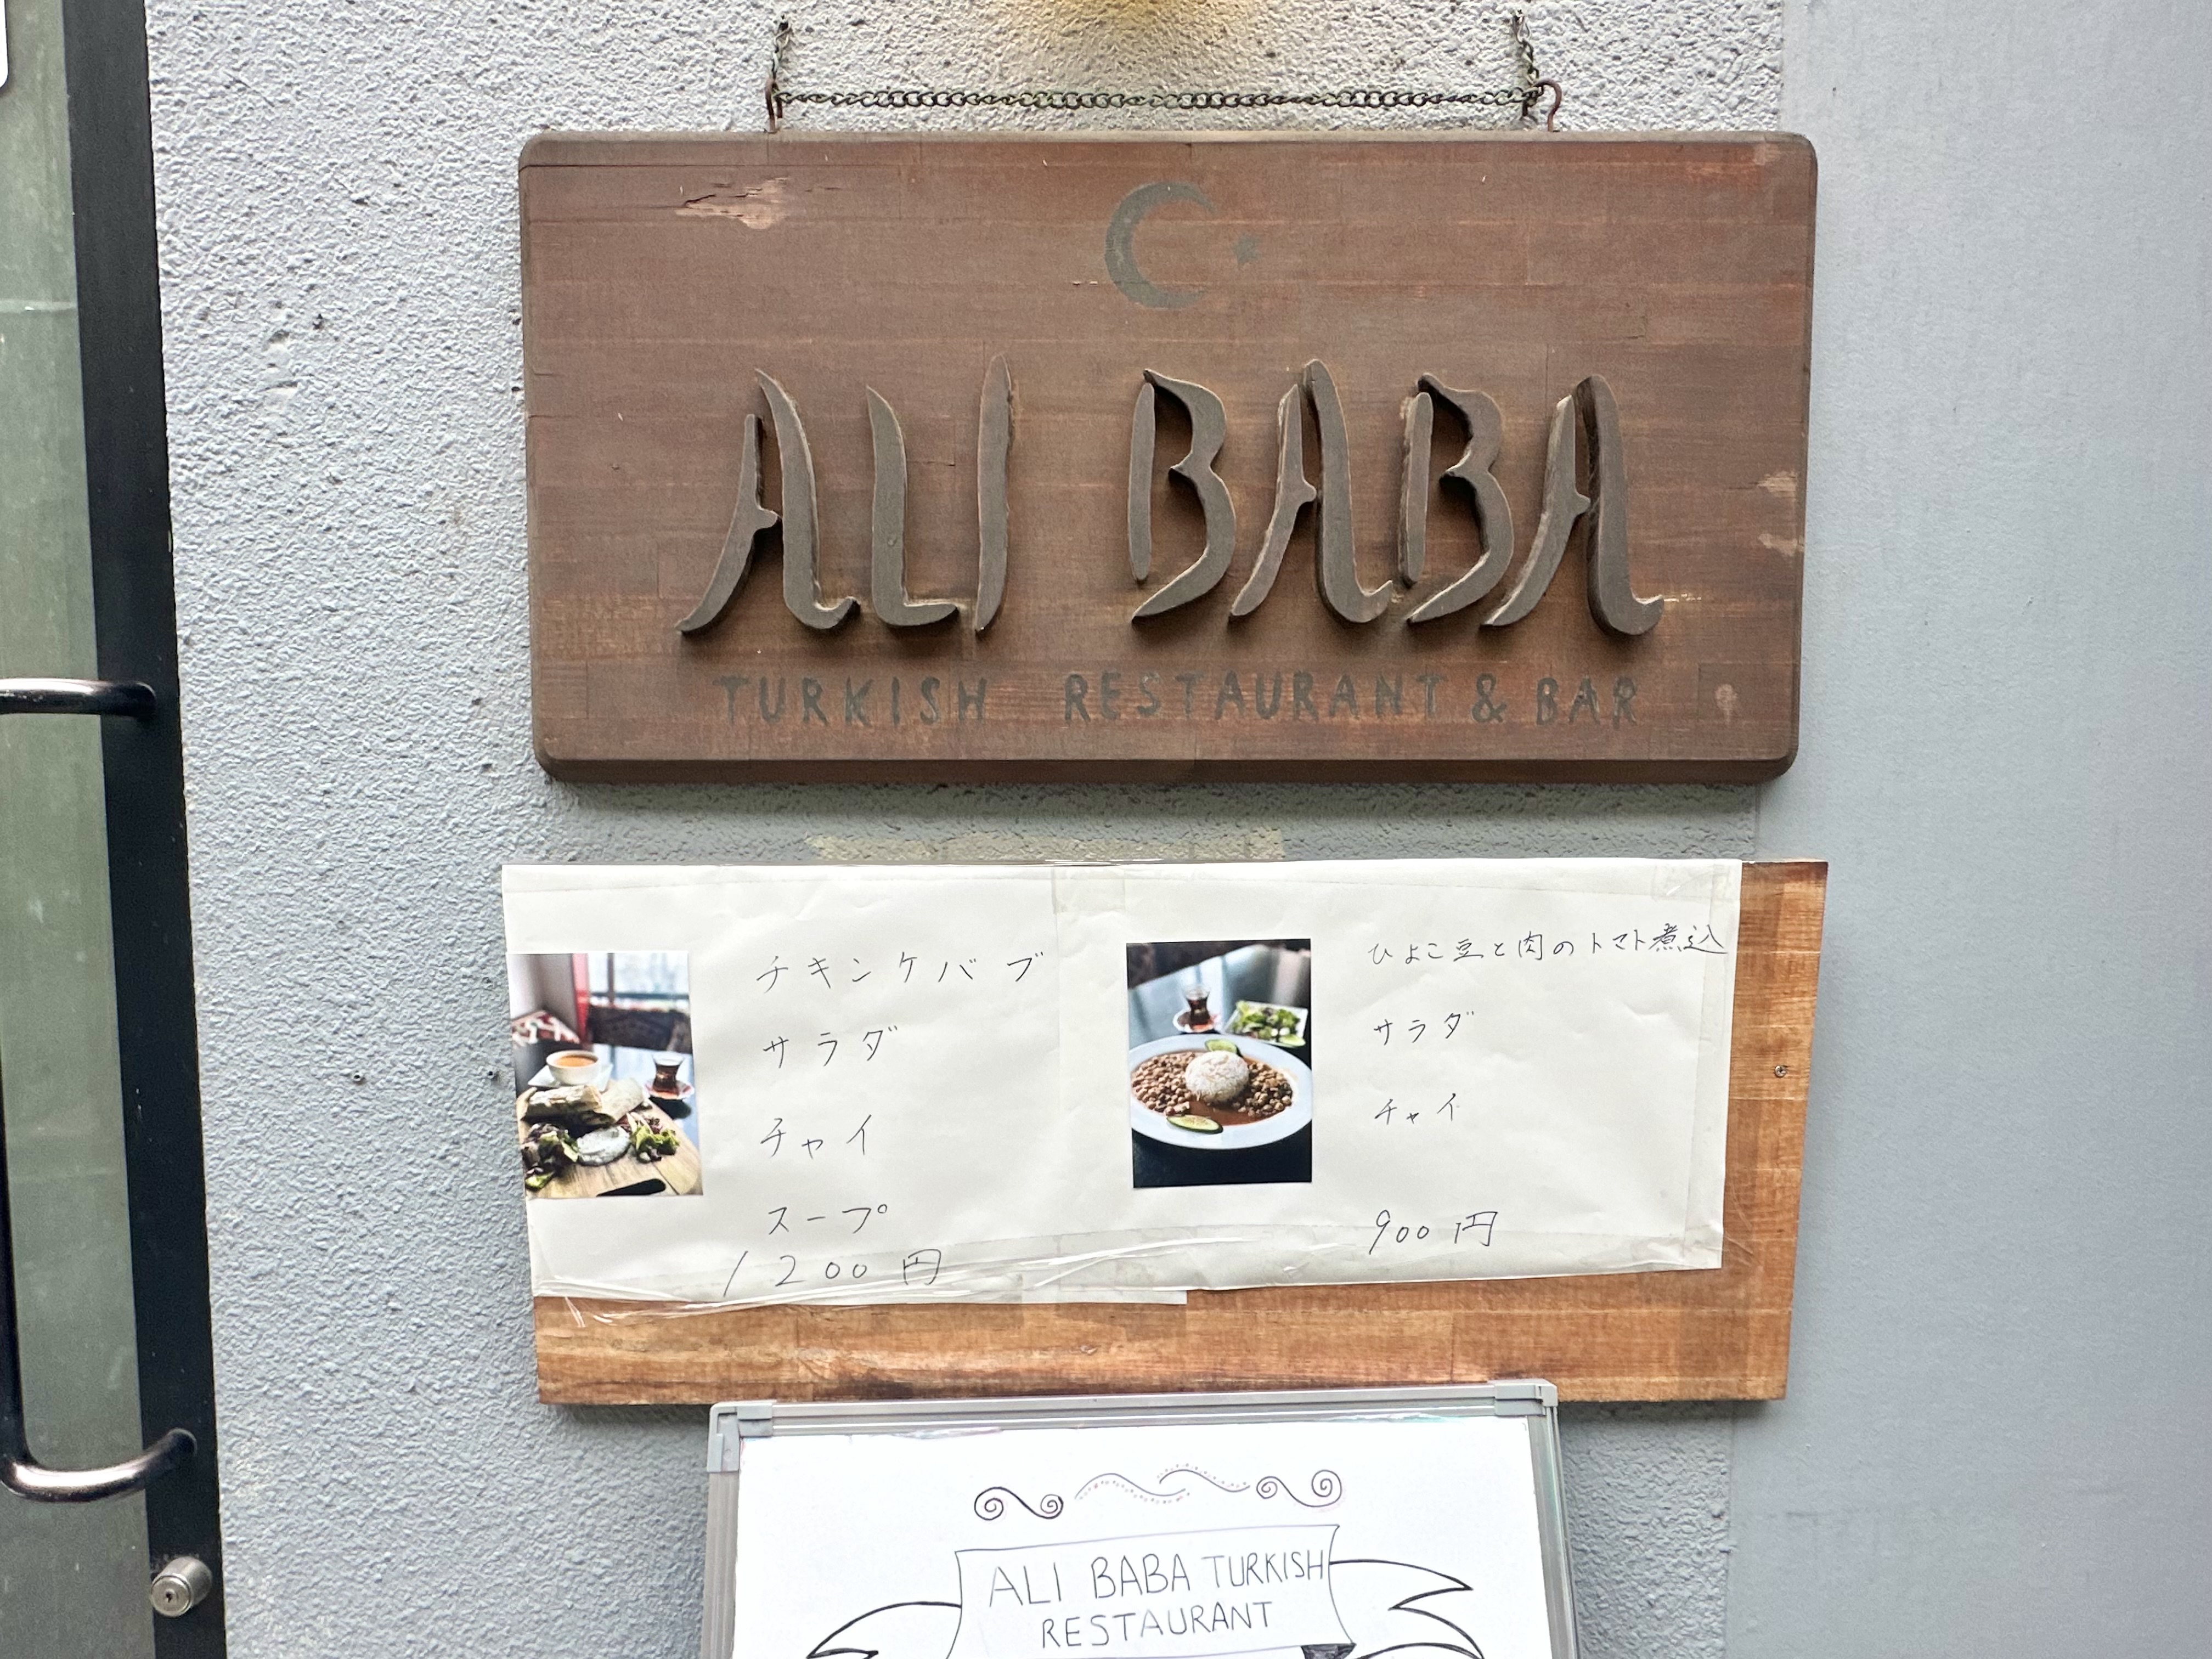 ALI BABA
TURKISH RESTAURANT & BAR
チキンケバブ
サラダ
チャイ
スープ
1200円
ひよこ豆と肉のトマト煮込
サラダ
チャイ
900円
ALI BABA TURKISH
RESTAURANT